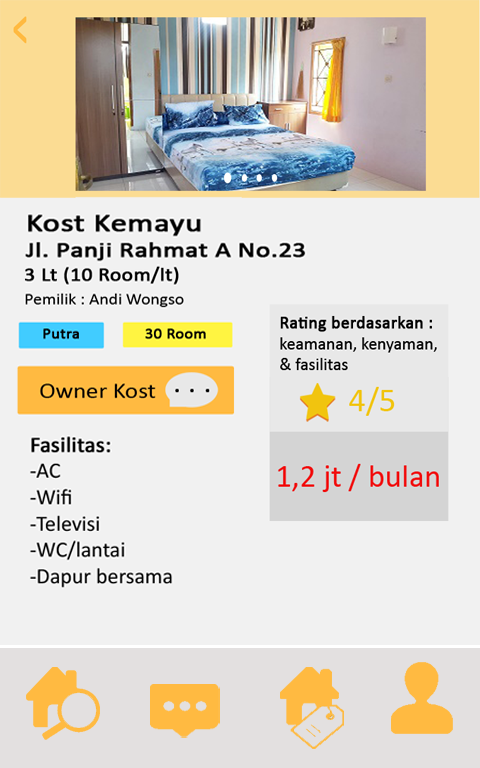 Kost Kemayu
Jl. Panji Rahmat A No.23
3 Lt (10 Room/lt)
Pemilik : Andi Wongso
Putra
30 Room
Owner Kost
Rating berdasarkan :
keamanan, kenyaman,
& fasilitas
4/5
1,2 jt / bulan
Fasilitas:
-AC
-Wifi
-Televisi
-WC/lantai
-Dapur bersama